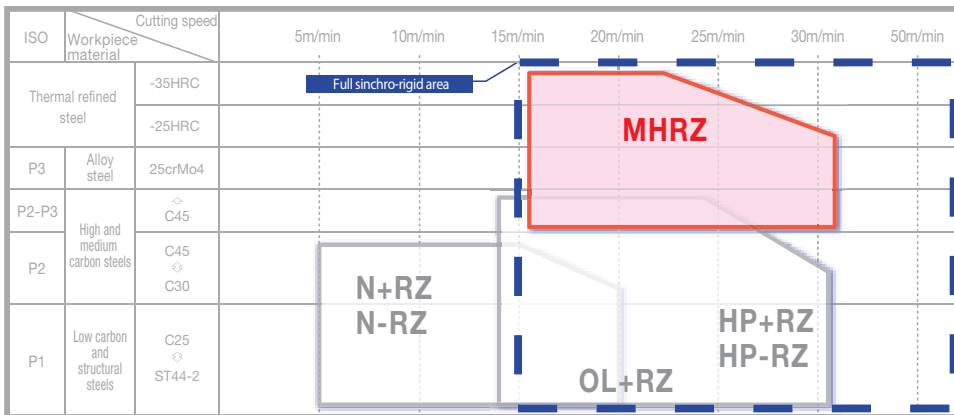 Cutting speed
ISO
Workpiece
material
5m/min
10m/min
15m/min
20m/min
25m/min
30m/min
50m/min
Thermal refined
steel
-35HRC
-25HRC
Full sinchro-rigid area
MHRZ
P3
Alloy
steel
25crMo4
P2-P3
High and
medium
carbon steels
C45
P2
C45
C30
N+RZ
N-RZ
HP+RZ
HP-RZ
OL+RZ
P1
Low carbon
and
structural
steels
C25
ST44-2